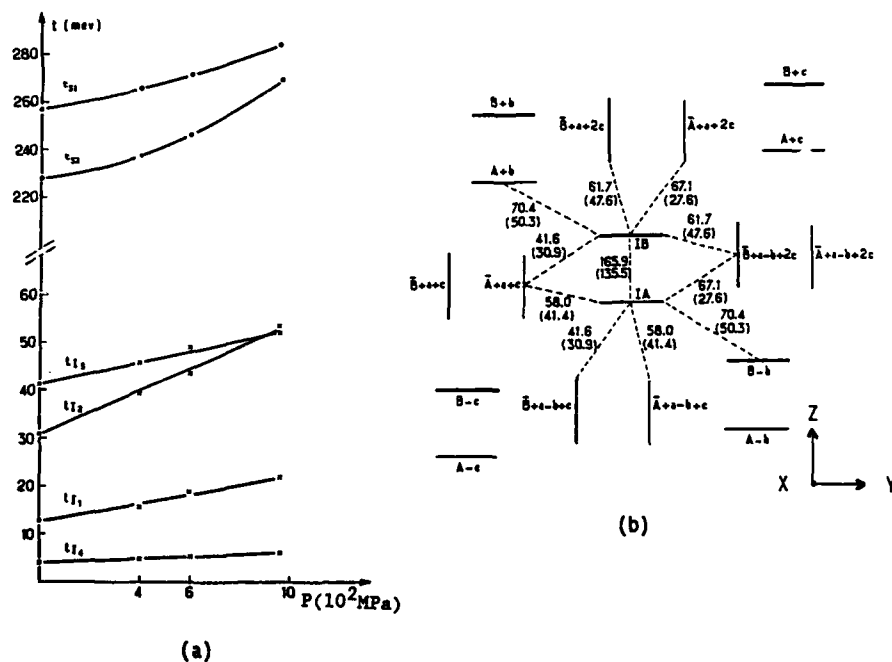 t (mev)
280
t_S1
260
240
t_S2
220
60
50
t_I3
40
t_I2
30
20
t_I1
10
t_I4
4 6 10
P(10²MPa)
(a)
B+c
B+b
B̄+a+2c
Ā+a+2c
A+c
A+b
61.7
(47.6)
67.1
(27.6)
70.4
(50.3)
61.7
(47.6)
41.6
(30.9)
IB
165.9
(135.5)
B̄+a+c
Ā+a+c
B̄+a-b+2c
Ā+a-b+2c
IA
67.1
(27.6)
58.0
(41.4)
70.4
(50.3)
41.6
(30.9)
58.0
(41.4)
B-b
B-c
B̄+a-b+c
Ā+a-b+c
A-b
A-c
Z
X
Y
(b)